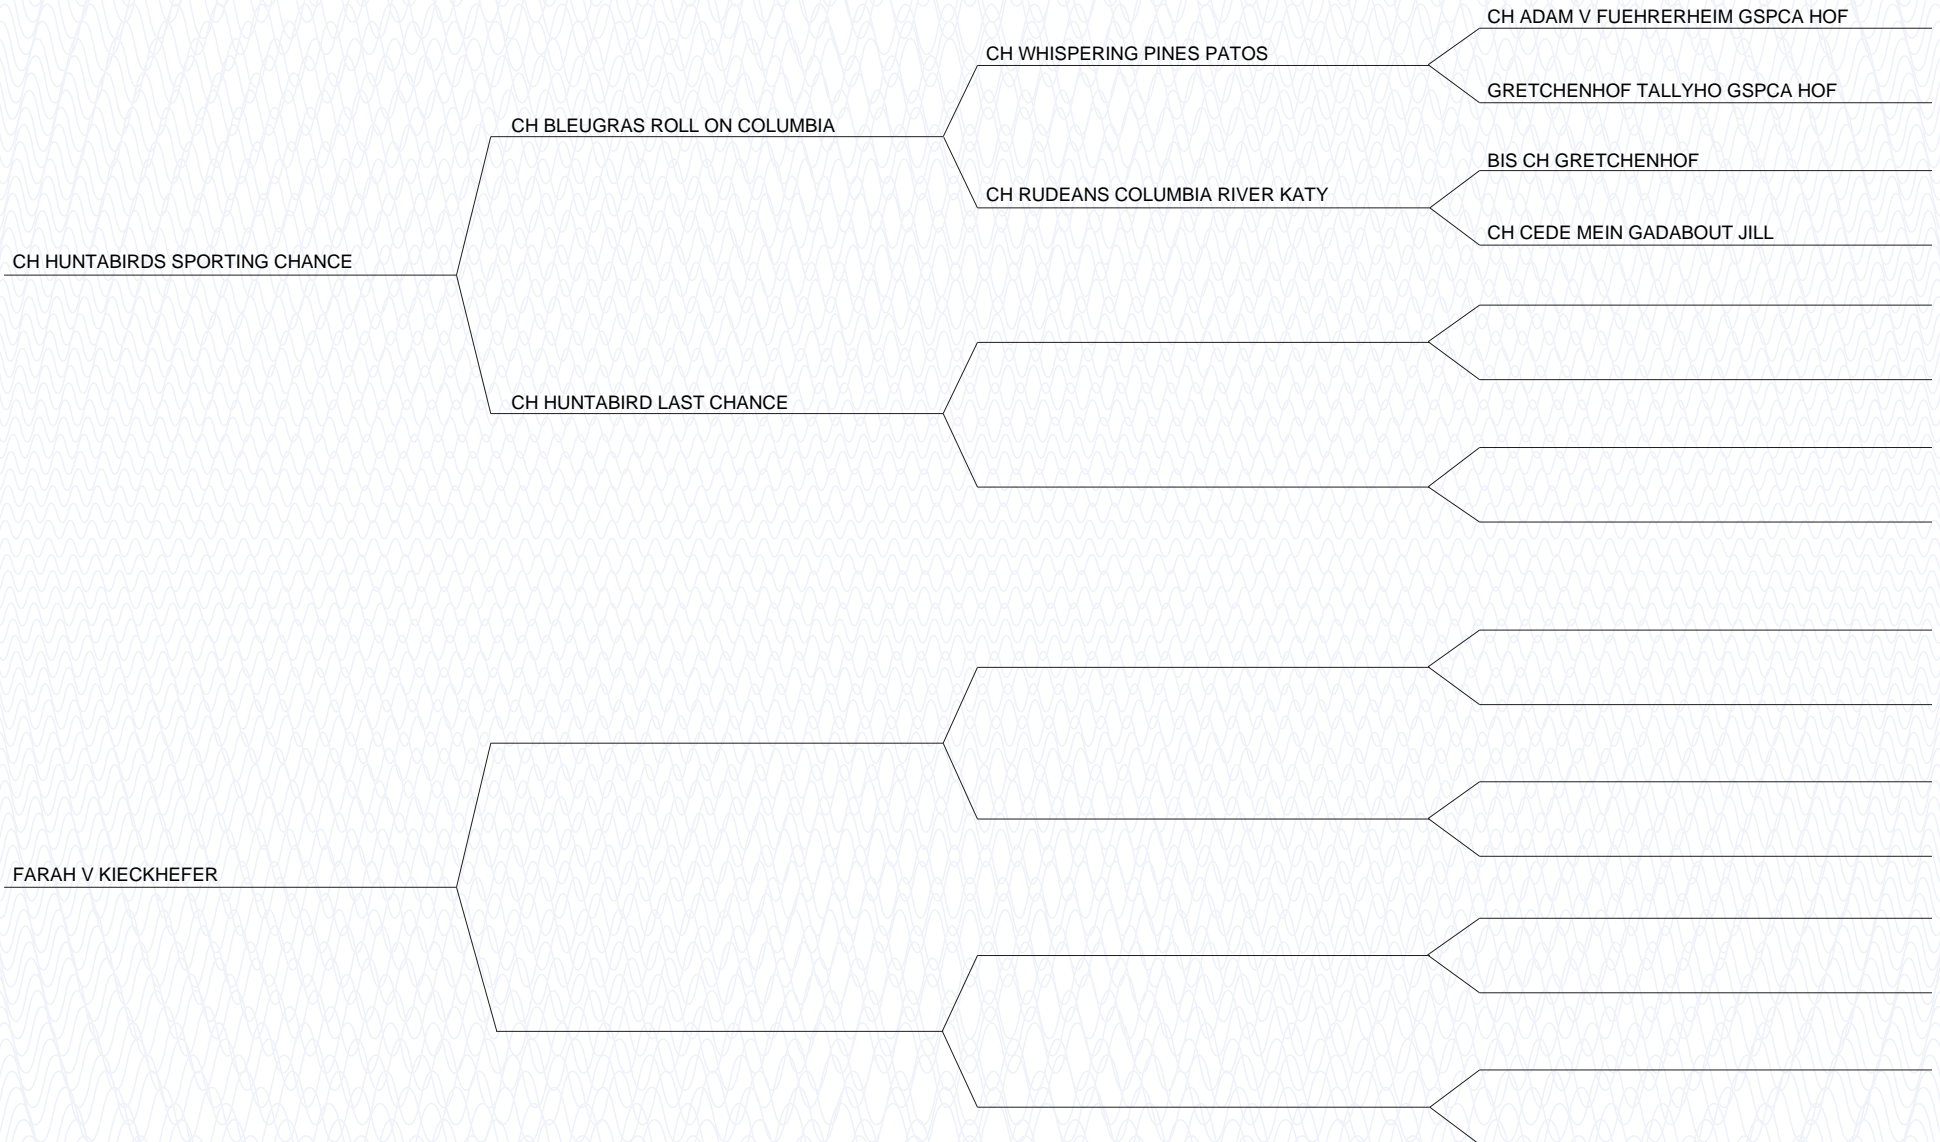 CH ADAM V FUEHRERHEIM GSPCA HOF
CH WHISPERING PINES PATOS
GRETCHENHOF TALLYHO GSPCA HOF
CH BLEUGRAS ROLL ON COLUMBIA
BIS CH GRETCHENHOF
CH RUDEANS COLUMBIA RIVER KATY
CH CEDE MEIN GADABOUT JILL
CH HUNTABIRDS SPORTING CHANCE
CH HUNTABIRD LAST CHANCE
FARAH V KIECKHEFER